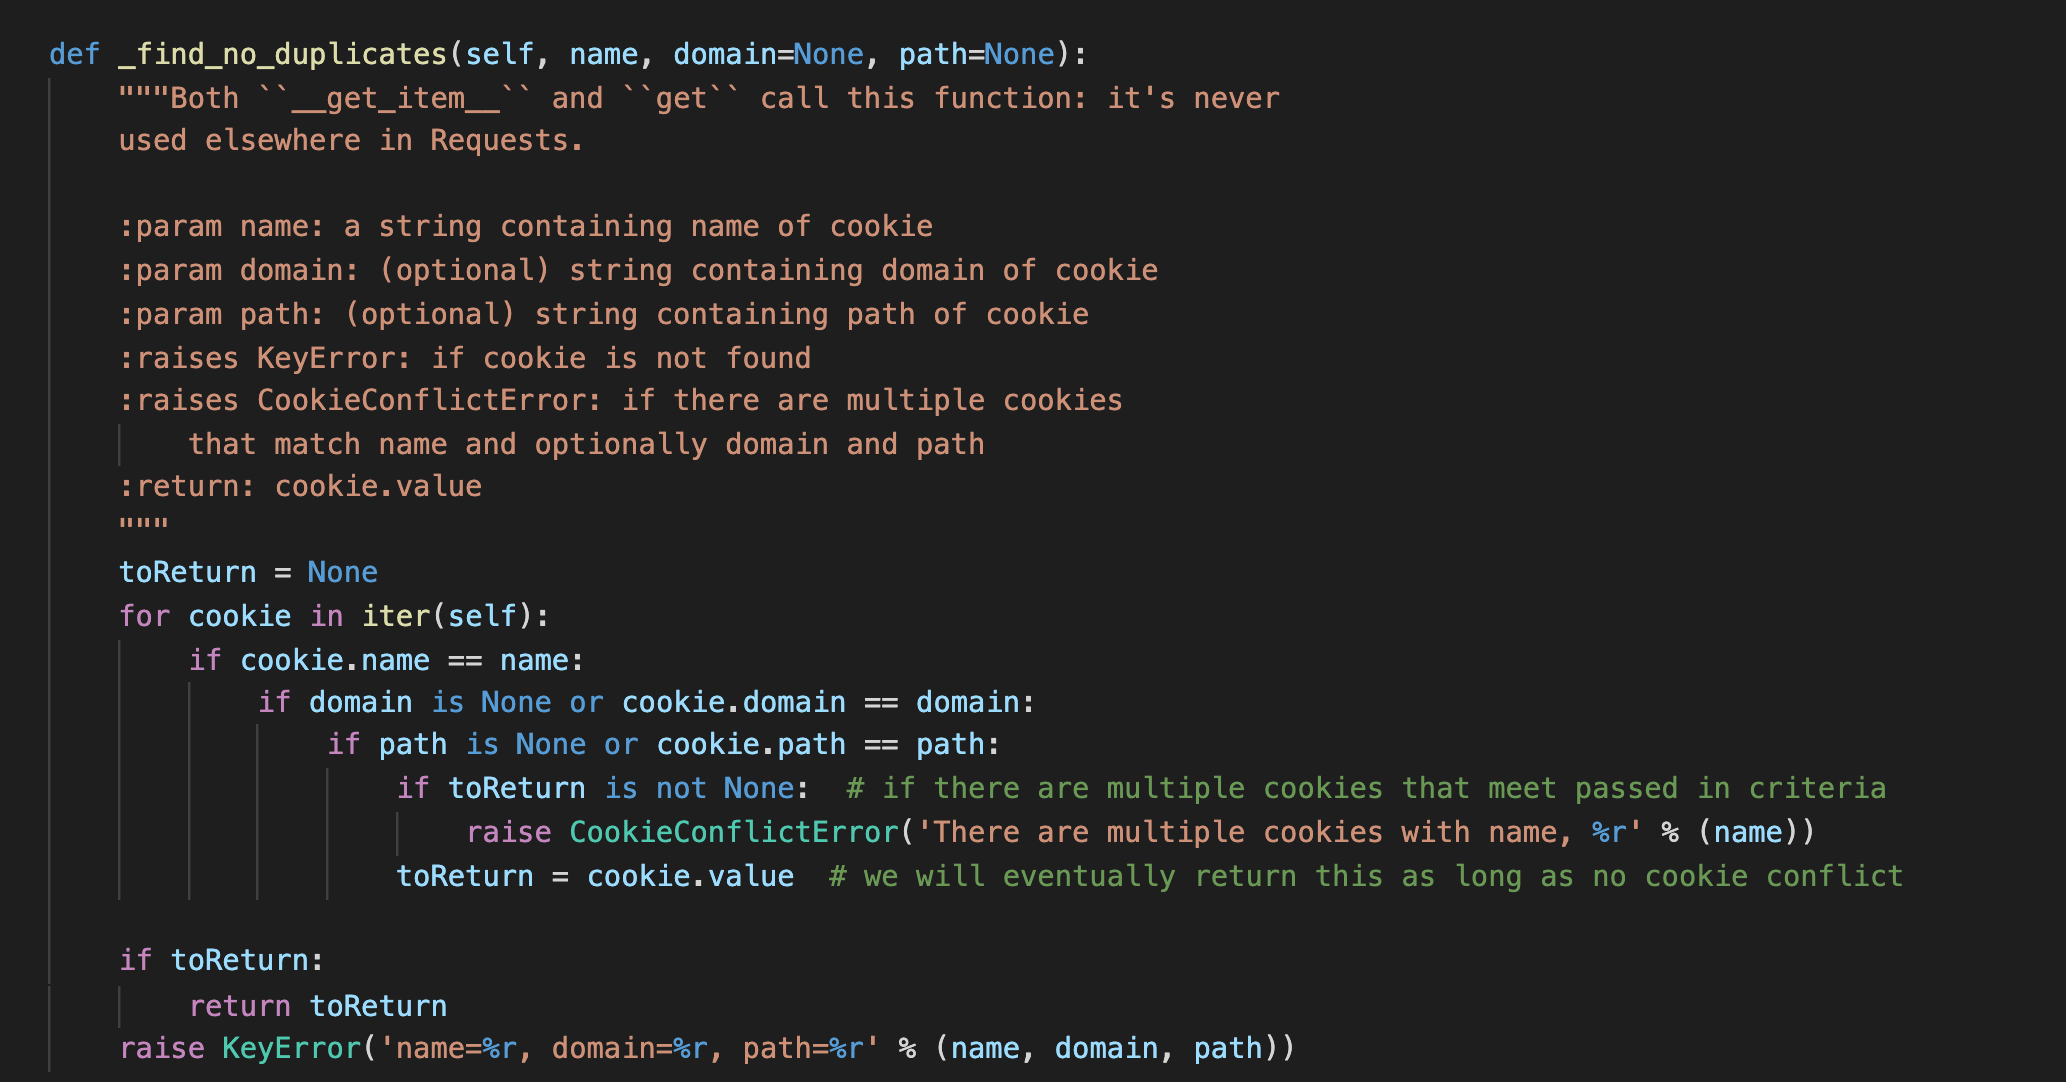 def _find_no_duplicates(self, name, domain=None, path=None):
    """Both ``__get_item__`` and ``get`` call this function: it's never
    used elsewhere in Requests.

    :param name: a string containing name of cookie
    :param domain: (optional) string containing domain of cookie
    :param path: (optional) string containing path of cookie
    :raises KeyError: if cookie is not found
    :raises CookieConflictError: if there are multiple cookies
        that match name and optionally domain and path
    :return: cookie.value
    """
    toReturn = None
    for cookie in iter(self):
        if cookie.name == name:
            if domain is None or cookie.domain == domain:
                if path is None or cookie.path == path:
                    if toReturn is not None:  # if there are multiple cookies that meet passed in criteria
                        raise CookieConflictError('There are multiple cookies with name, %r' % (name))
                    toReturn = cookie.value  # we will eventually return this as long as no cookie conflict

    if toReturn:
        return toReturn
    raise KeyError('name=%r, domain=%r, path=%r' % (name, domain, path))